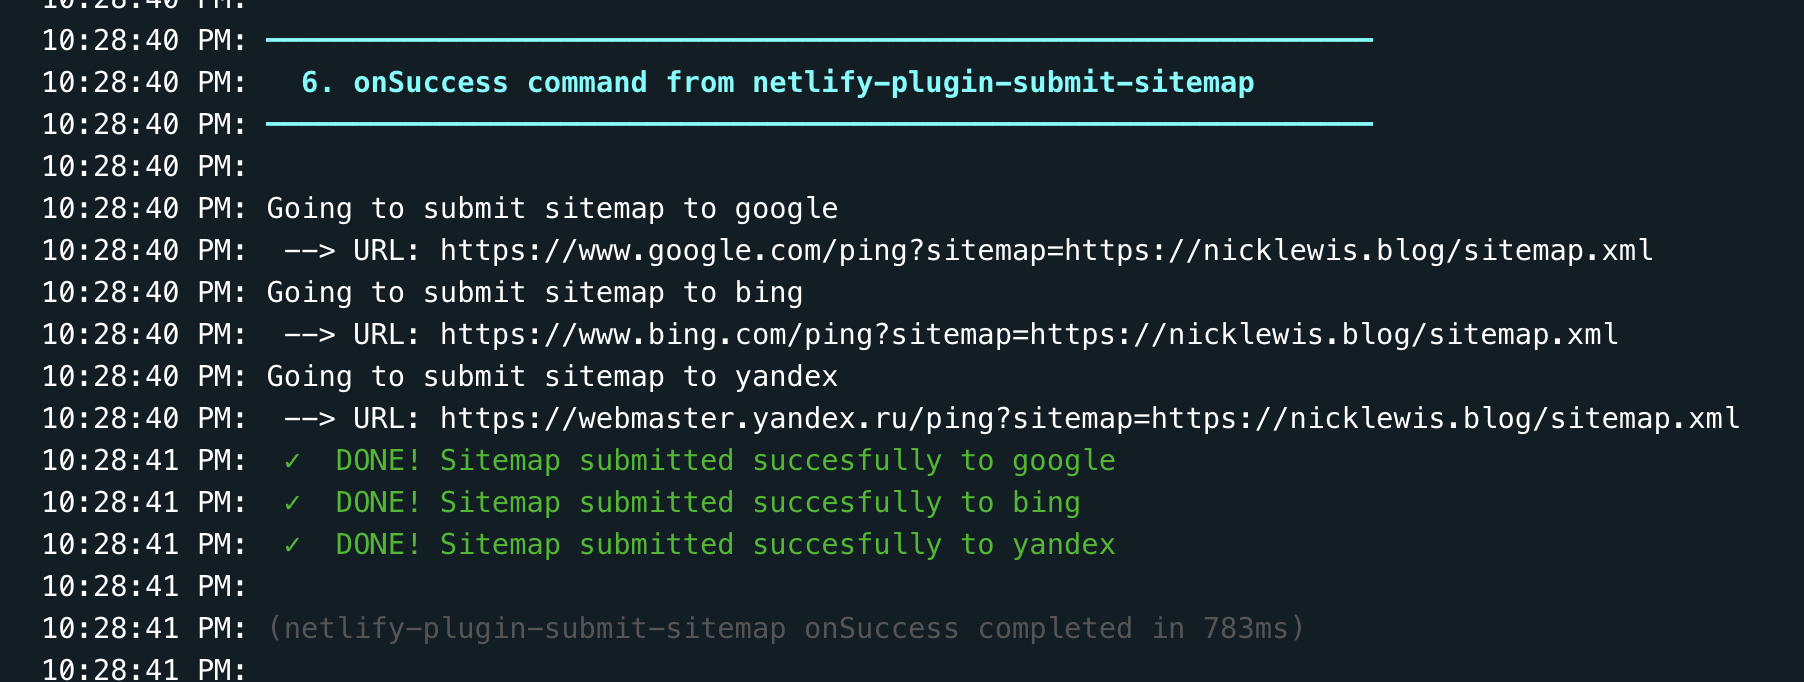 10:28:40 PM:
10:28:40 PM: ────────────────────────────────────────────────────────────────
10:28:40 PM:   6. onSuccess command from netlify-plugin-submit-sitemap
10:28:40 PM: ────────────────────────────────────────────────────────────────
10:28:40 PM:
10:28:40 PM: Going to submit sitemap to google
10:28:40 PM:  --> URL: https://www.google.com/ping?sitemap=https://nicklewis.blog/sitemap.xml
10:28:40 PM: Going to submit sitemap to bing
10:28:40 PM:  --> URL: https://www.bing.com/ping?sitemap=https://nicklewis.blog/sitemap.xml
10:28:40 PM: Going to submit sitemap to yandex
10:28:40 PM:  --> URL: https://webmaster.yandex.ru/ping?sitemap=https://nicklewis.blog/sitemap.xml
10:28:41 PM:  ✓  DONE! Sitemap submitted succesfully to google
10:28:41 PM:  ✓  DONE! Sitemap submitted succesfully to bing
10:28:41 PM:  ✓  DONE! Sitemap submitted succesfully to yandex
10:28:41 PM:
10:28:41 PM: (netlify-plugin-submit-sitemap onSuccess completed in 783ms)
10:28:41 PM: